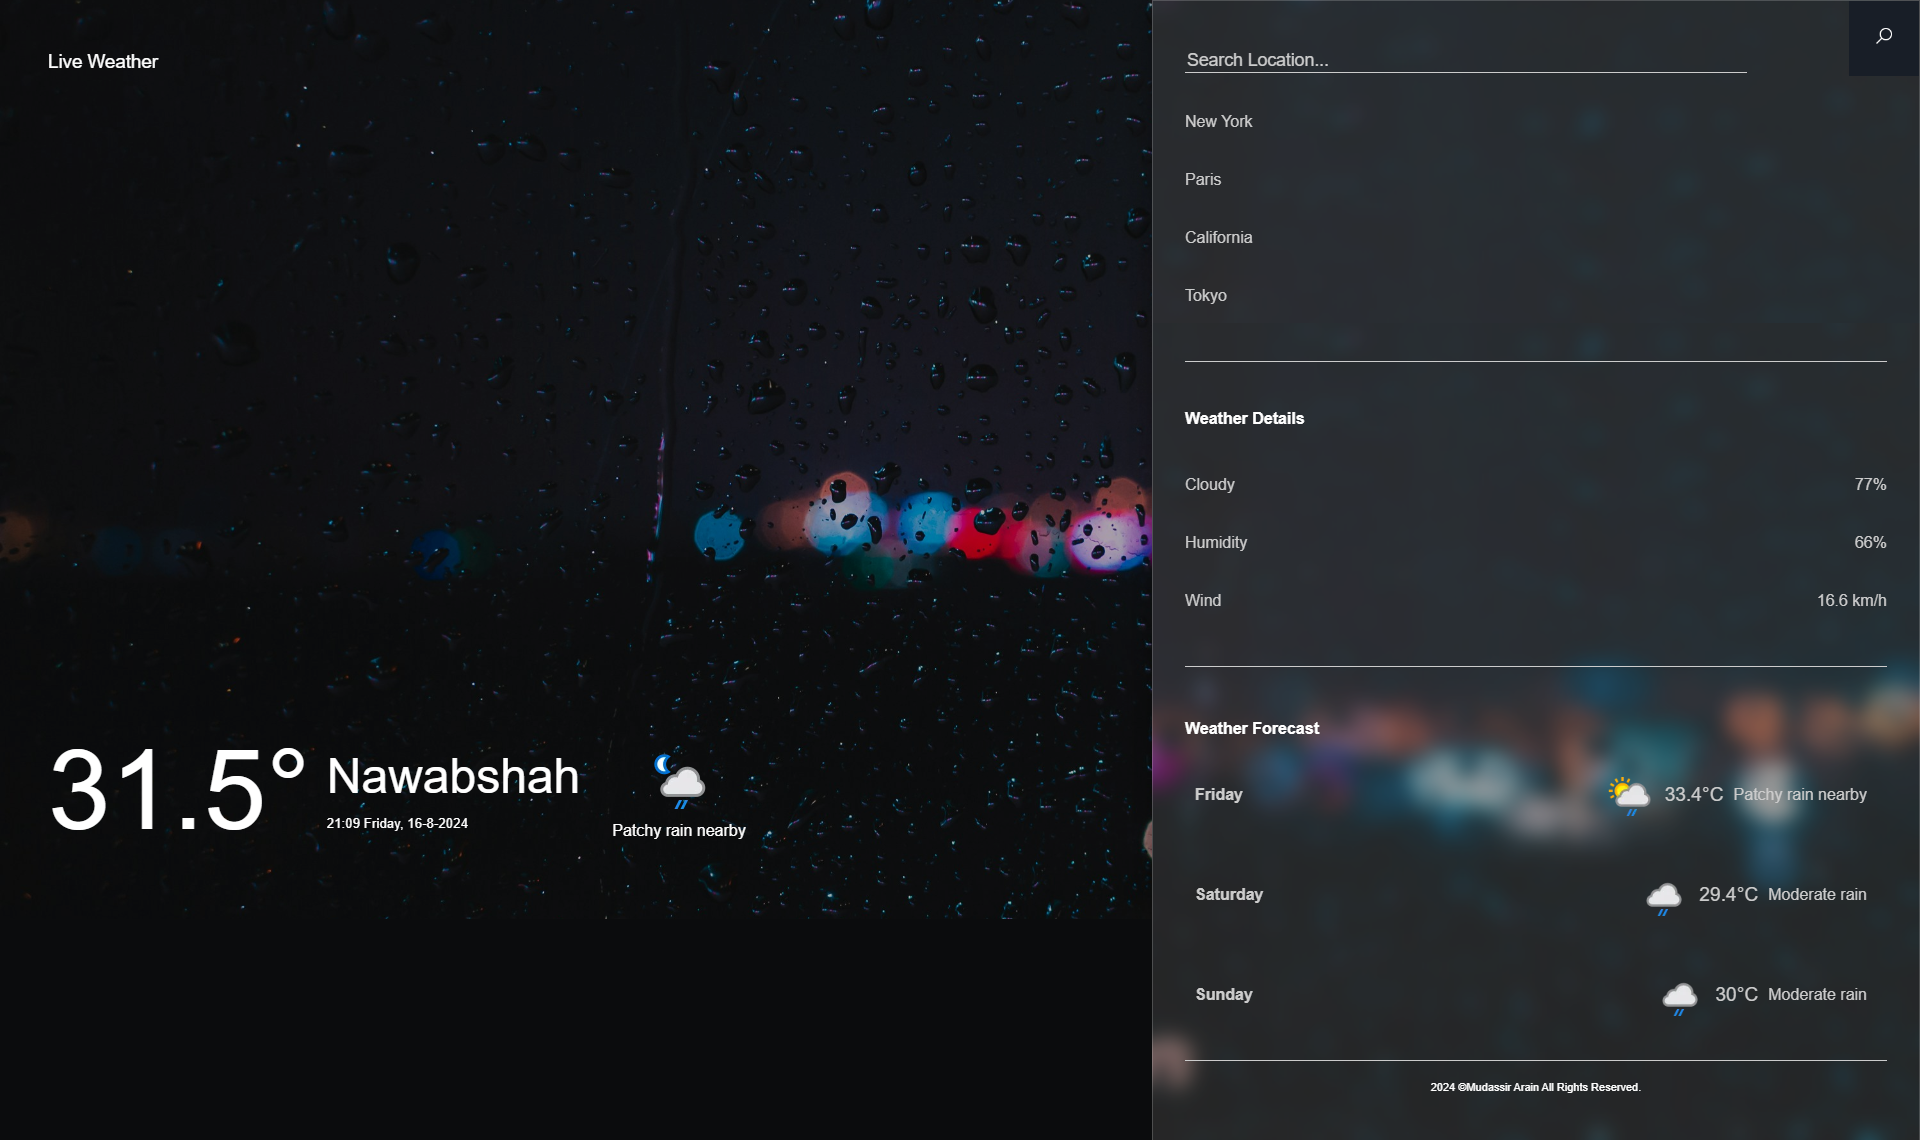 Live Weather
31.5°
Nawabshah
21:09 Friday, 16-8-2024
Patchy rain nearby
Search Location...
New York
Paris
California
Tokyo
Weather Details
Cloudy 77%
Humidity 66%
Wind 16.6 km/h
Weather Forecast
Friday 33.4°C Patchy rain nearby
Saturday 29.4°C Moderate rain
Sunday 30°C Moderate rain
2024 ©Mudassir Arain All Rights Reserved.